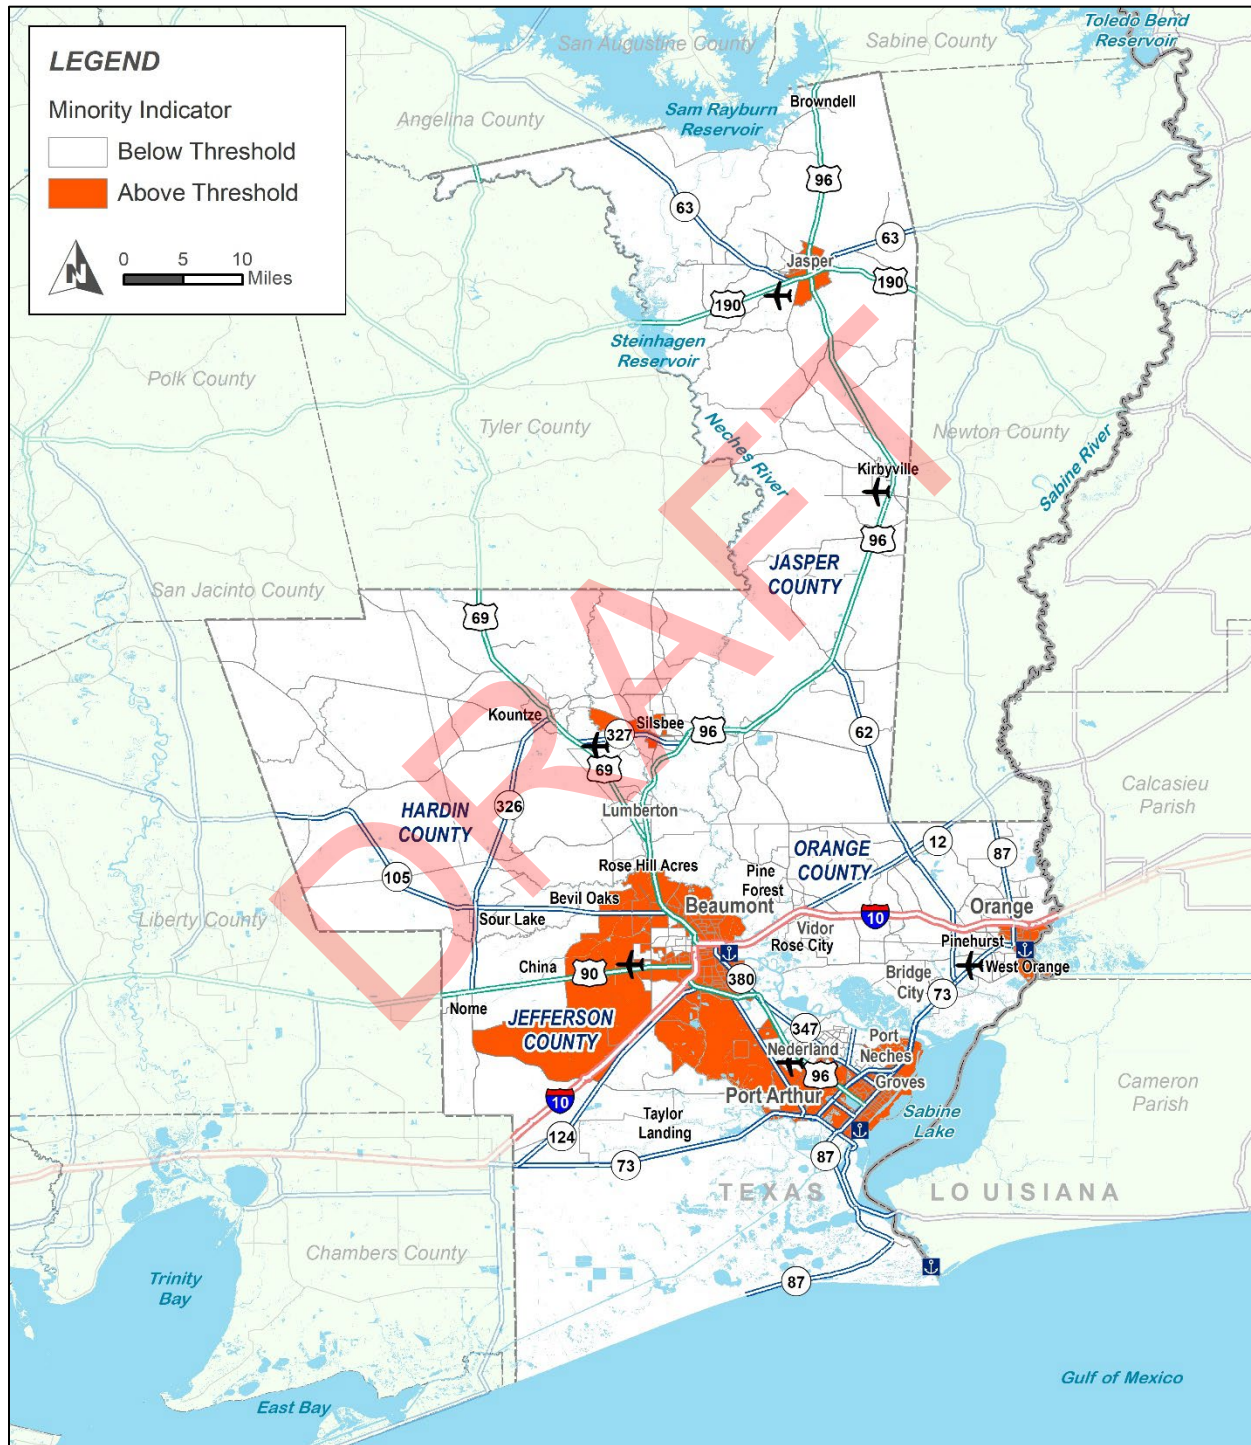 LEGEND
Minority Indicator
Below Threshold
Above Threshold
N
0 5 10
Miles
San Augustine County
Sabine County
Toledo Bend
Reservoir
Angelina County
Sam Rayburn
Reservoir
Browndell
96
63
63
Jasper
190
190
Steinhagen
Reservoir
Polk County
Tyler County
Neches River
Newton County
Sabine River
Kirbyville
96
JASPER
COUNTY
San Jacinto County
69
Kountze
Silsbee
327
96
69
62
HARDIN
COUNTY
326
Lumberton
Calcasieu
Parish
105
Rose Hill Acres
Pine
Forest
ORANGE
COUNTY
12
87
Bevil Oaks
Beaumont
Liberty County
Sour Lake
10
Orange
Vidor
Rose City
Pinehurst
West Orange
China
90
380
Bridge
City
73
Nome
JEFFERSON
COUNTY
347
Port
Neches
Nederland
96
Groves
Port Arthur
10
Sabine
Lake
Cameron
Parish
Taylor
Landing
124
73
87
TEXAS
LOUISIANA
Chambers County
Trinity
Bay
87
East Bay
Gulf of Mexico
DRAFT